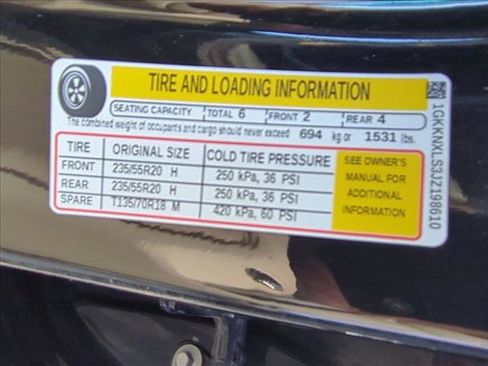 TIRE AND LOADING INFORMATION
SEATING CAPACITY TOTAL 6 FRONT 2 REAR 4
The combined weight of occupants and cargo should never exceed 694 kg or 1531 lbs.
TIRE ORIGINAL SIZE COLD TIRE PRESSURE
FRONT 235/55R20 H 250 kPa, 36 PSI
REAR 235/55R20 H 250 kPa, 36 PSI
SPARE T135/70R18 M 420 kPa, 60 PSI
SEE OWNER'S
MANUAL FOR
ADDITIONAL
INFORMATION
1GKKNXLS3JZ198610